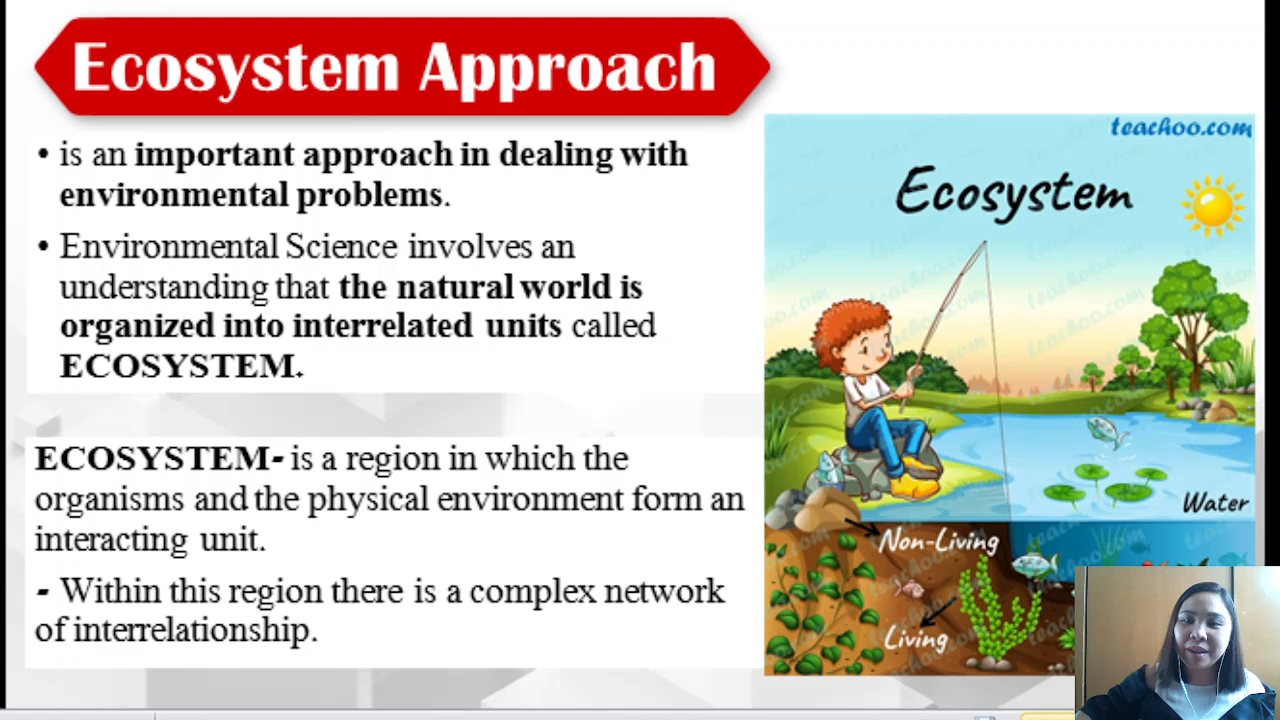 Ecosystem Approach
• is an important approach in dealing with
environmental problems.
• Environmental Science involves an
understanding that the natural world is
organized into interrelated units called
ECOSYSTEM.
ECOSYSTEM- is a region in which the
organisms and the physical environment form an
interacting unit.
- Within this region there is a complex network
of interrelationship.
teachoo.com
Ecosystem
Water
Non-Living
Living